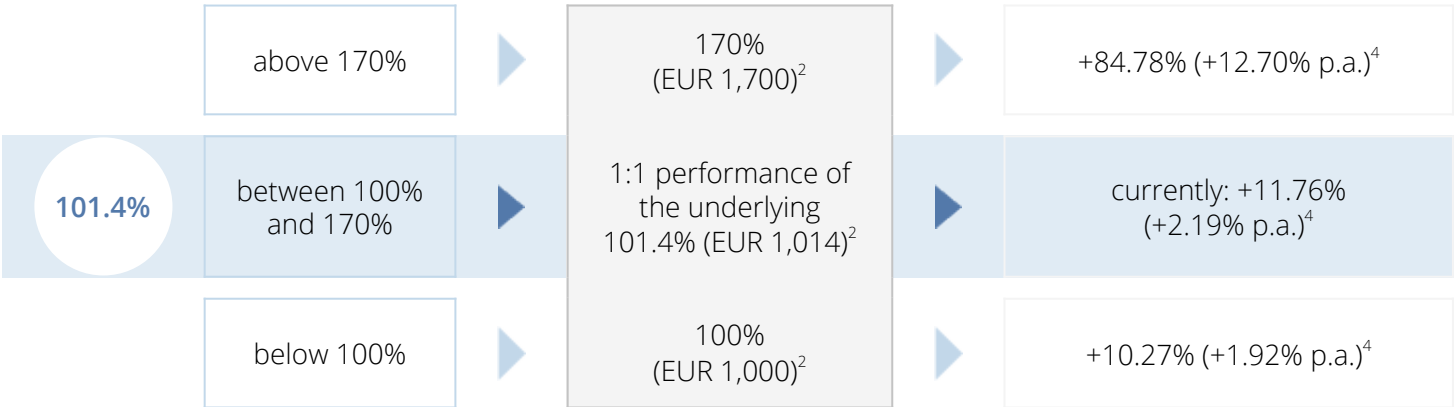 above 170%
170%
(EUR 1,700)²
+84.78% (+12.70% p.a.)⁴
101.4%
between 100%
and 170%
1:1 performance of
the underlying
101.4% (EUR 1,014)²
currently: +11.76%
(+2.19% p.a.)⁴
below 100%
100%
(EUR 1,000)²
+10.27% (+1.92% p.a.)⁴